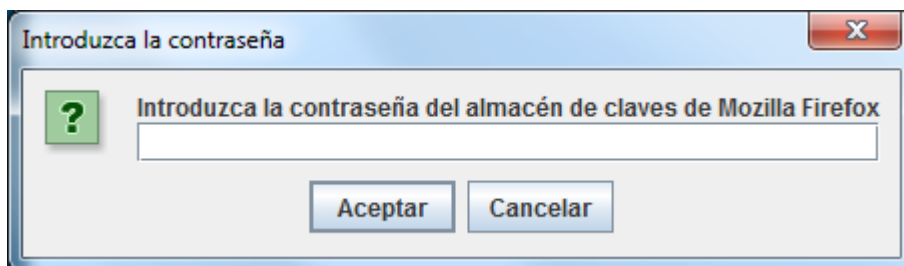 Introduzca la contraseña
Introduzca la contraseña del almacén de claves de Mozilla Firefox
Aceptar
Cancelar